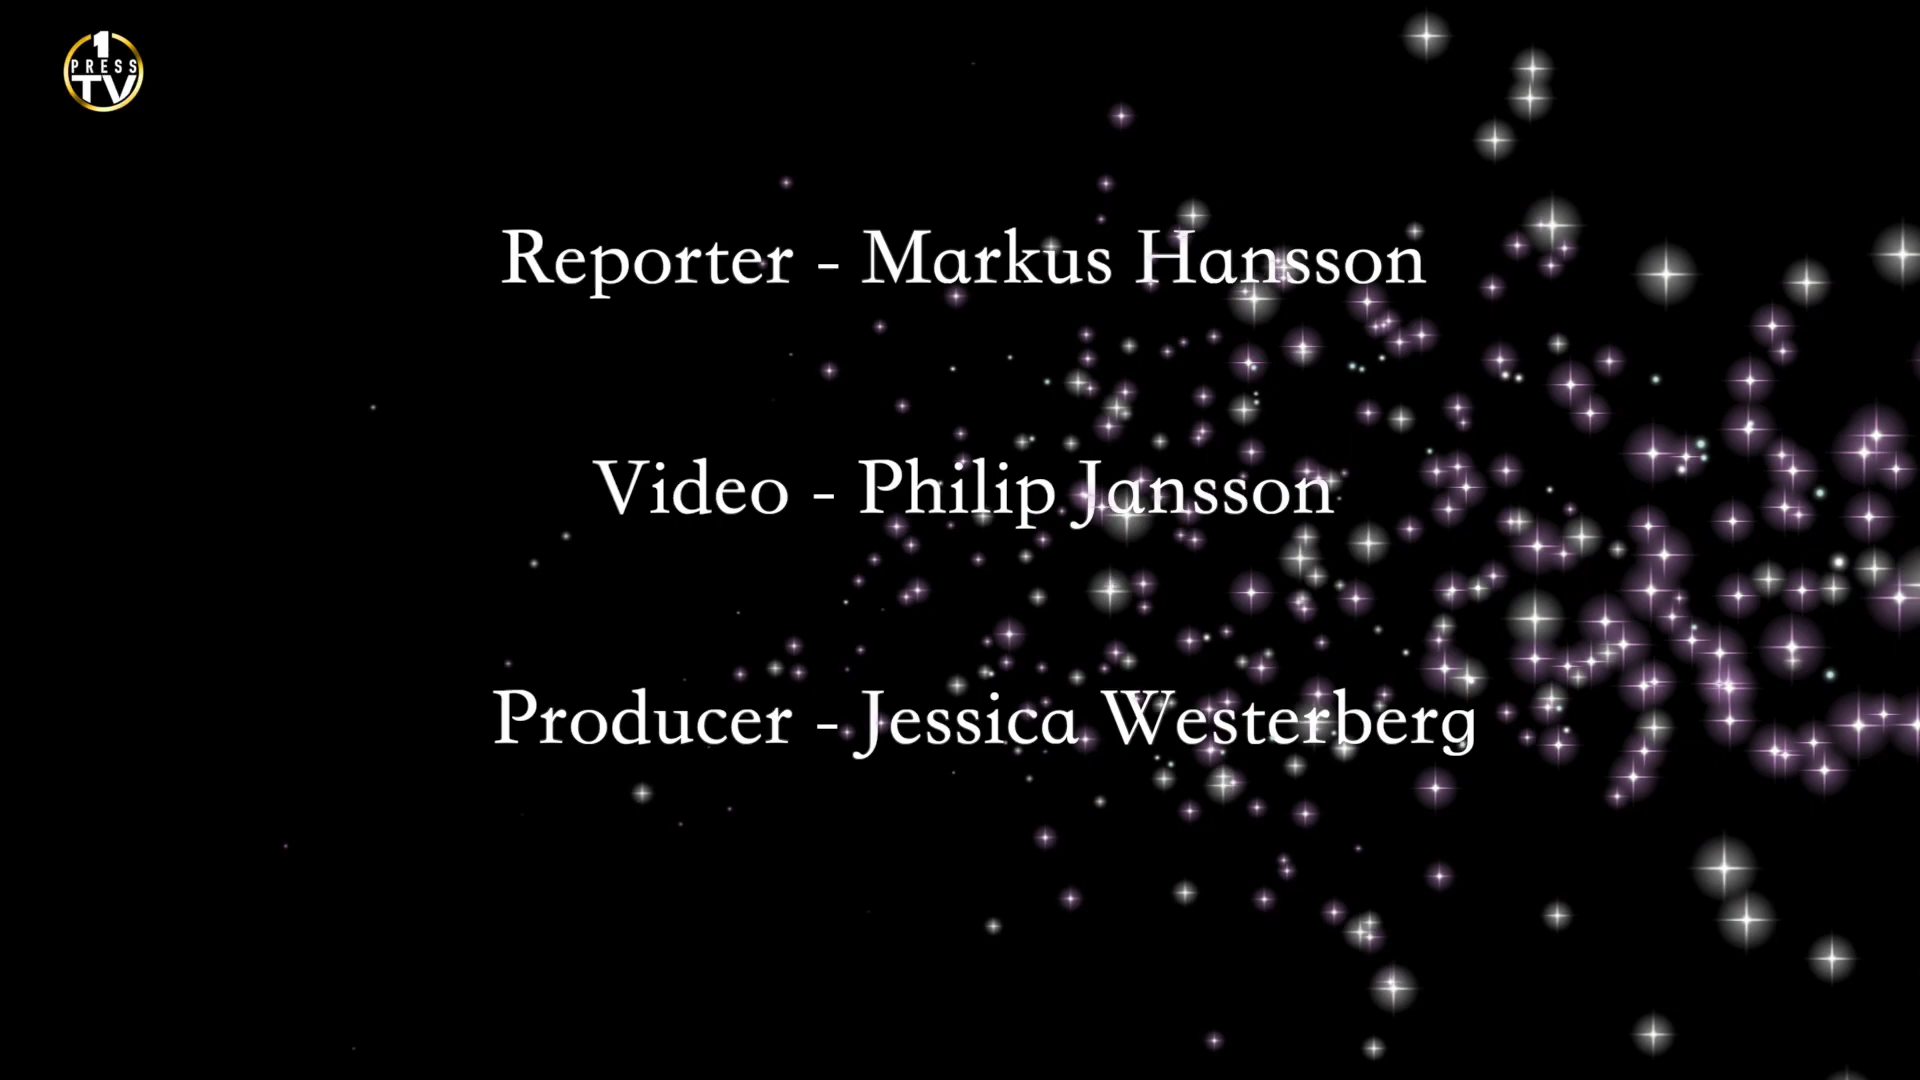 1
PRESS
TV
Reporter - Markus Hansson
Video - Philip Jansson
Producer - Jessica Westerberg